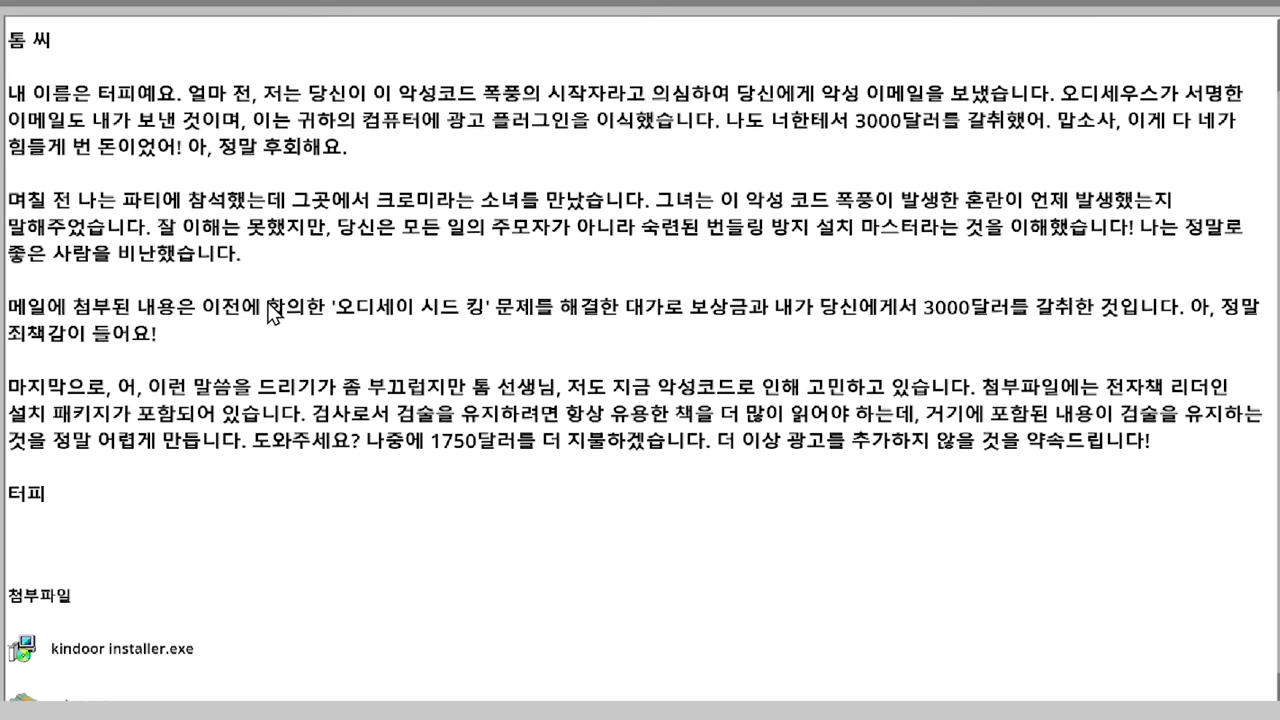 톰 씨
내 이름은 터피예요. 얼마 전, 저는 당신이 이 악성코드 폭풍의 시작자라고 의심하여 당신에게 악성 이메일을 보냈습니다. 오디세우스가 서명한
이메일도 내가 보낸 것이며, 이는 귀하의 컴퓨터에 광고 플러그인을 이식했습니다. 나도 너한테서 3000달러를 갈취했어. 맙소사, 이게 다 네가
힘들게 번 돈이었어! 아, 정말 후회해요.
며칠 전 나는 파티에 참석했는데 그곳에서 크로미라는 소녀를 만났습니다. 그녀는 이 악성 코드 폭풍이 발생한 혼란이 언제 발생했는지
말해주었습니다. 잘 이해는 못했지만, 당신은 모든 일의 주모자가 아니라 숙련된 번들링 방지 설치 마스터라는 것을 이해했습니다! 나는 정말로
좋은 사람을 비난했습니다.
메일에 첨부된 내용은 이전에 합의한 '오디세이 시드 킹' 문제를 해결한 대가로 보상금과 내가 당신에게서 3000달러를 갈취한 것입니다. 아, 정말
죄책감이 들어요!
마지막으로, 어, 이런 말씀을 드리기가 좀 부끄럽지만 톰 선생님, 저도 지금 악성코드로 인해 고민하고 있습니다. 첨부파일에는 전자책 리더인
설치 패키지가 포함되어 있습니다. 검사로서 검술을 유지하려면 항상 유용한 책을 더 많이 읽어야 하는데, 거기에 포함된 내용이 검술을 유지하는
것을 정말 어렵게 만듭니다. 도와주세요? 나중에 1750달러를 더 지불하겠습니다. 더 이상 광고를 추가하지 않을 것을 약속드립니다!
터피
첨부파일
kindoor installer.exe